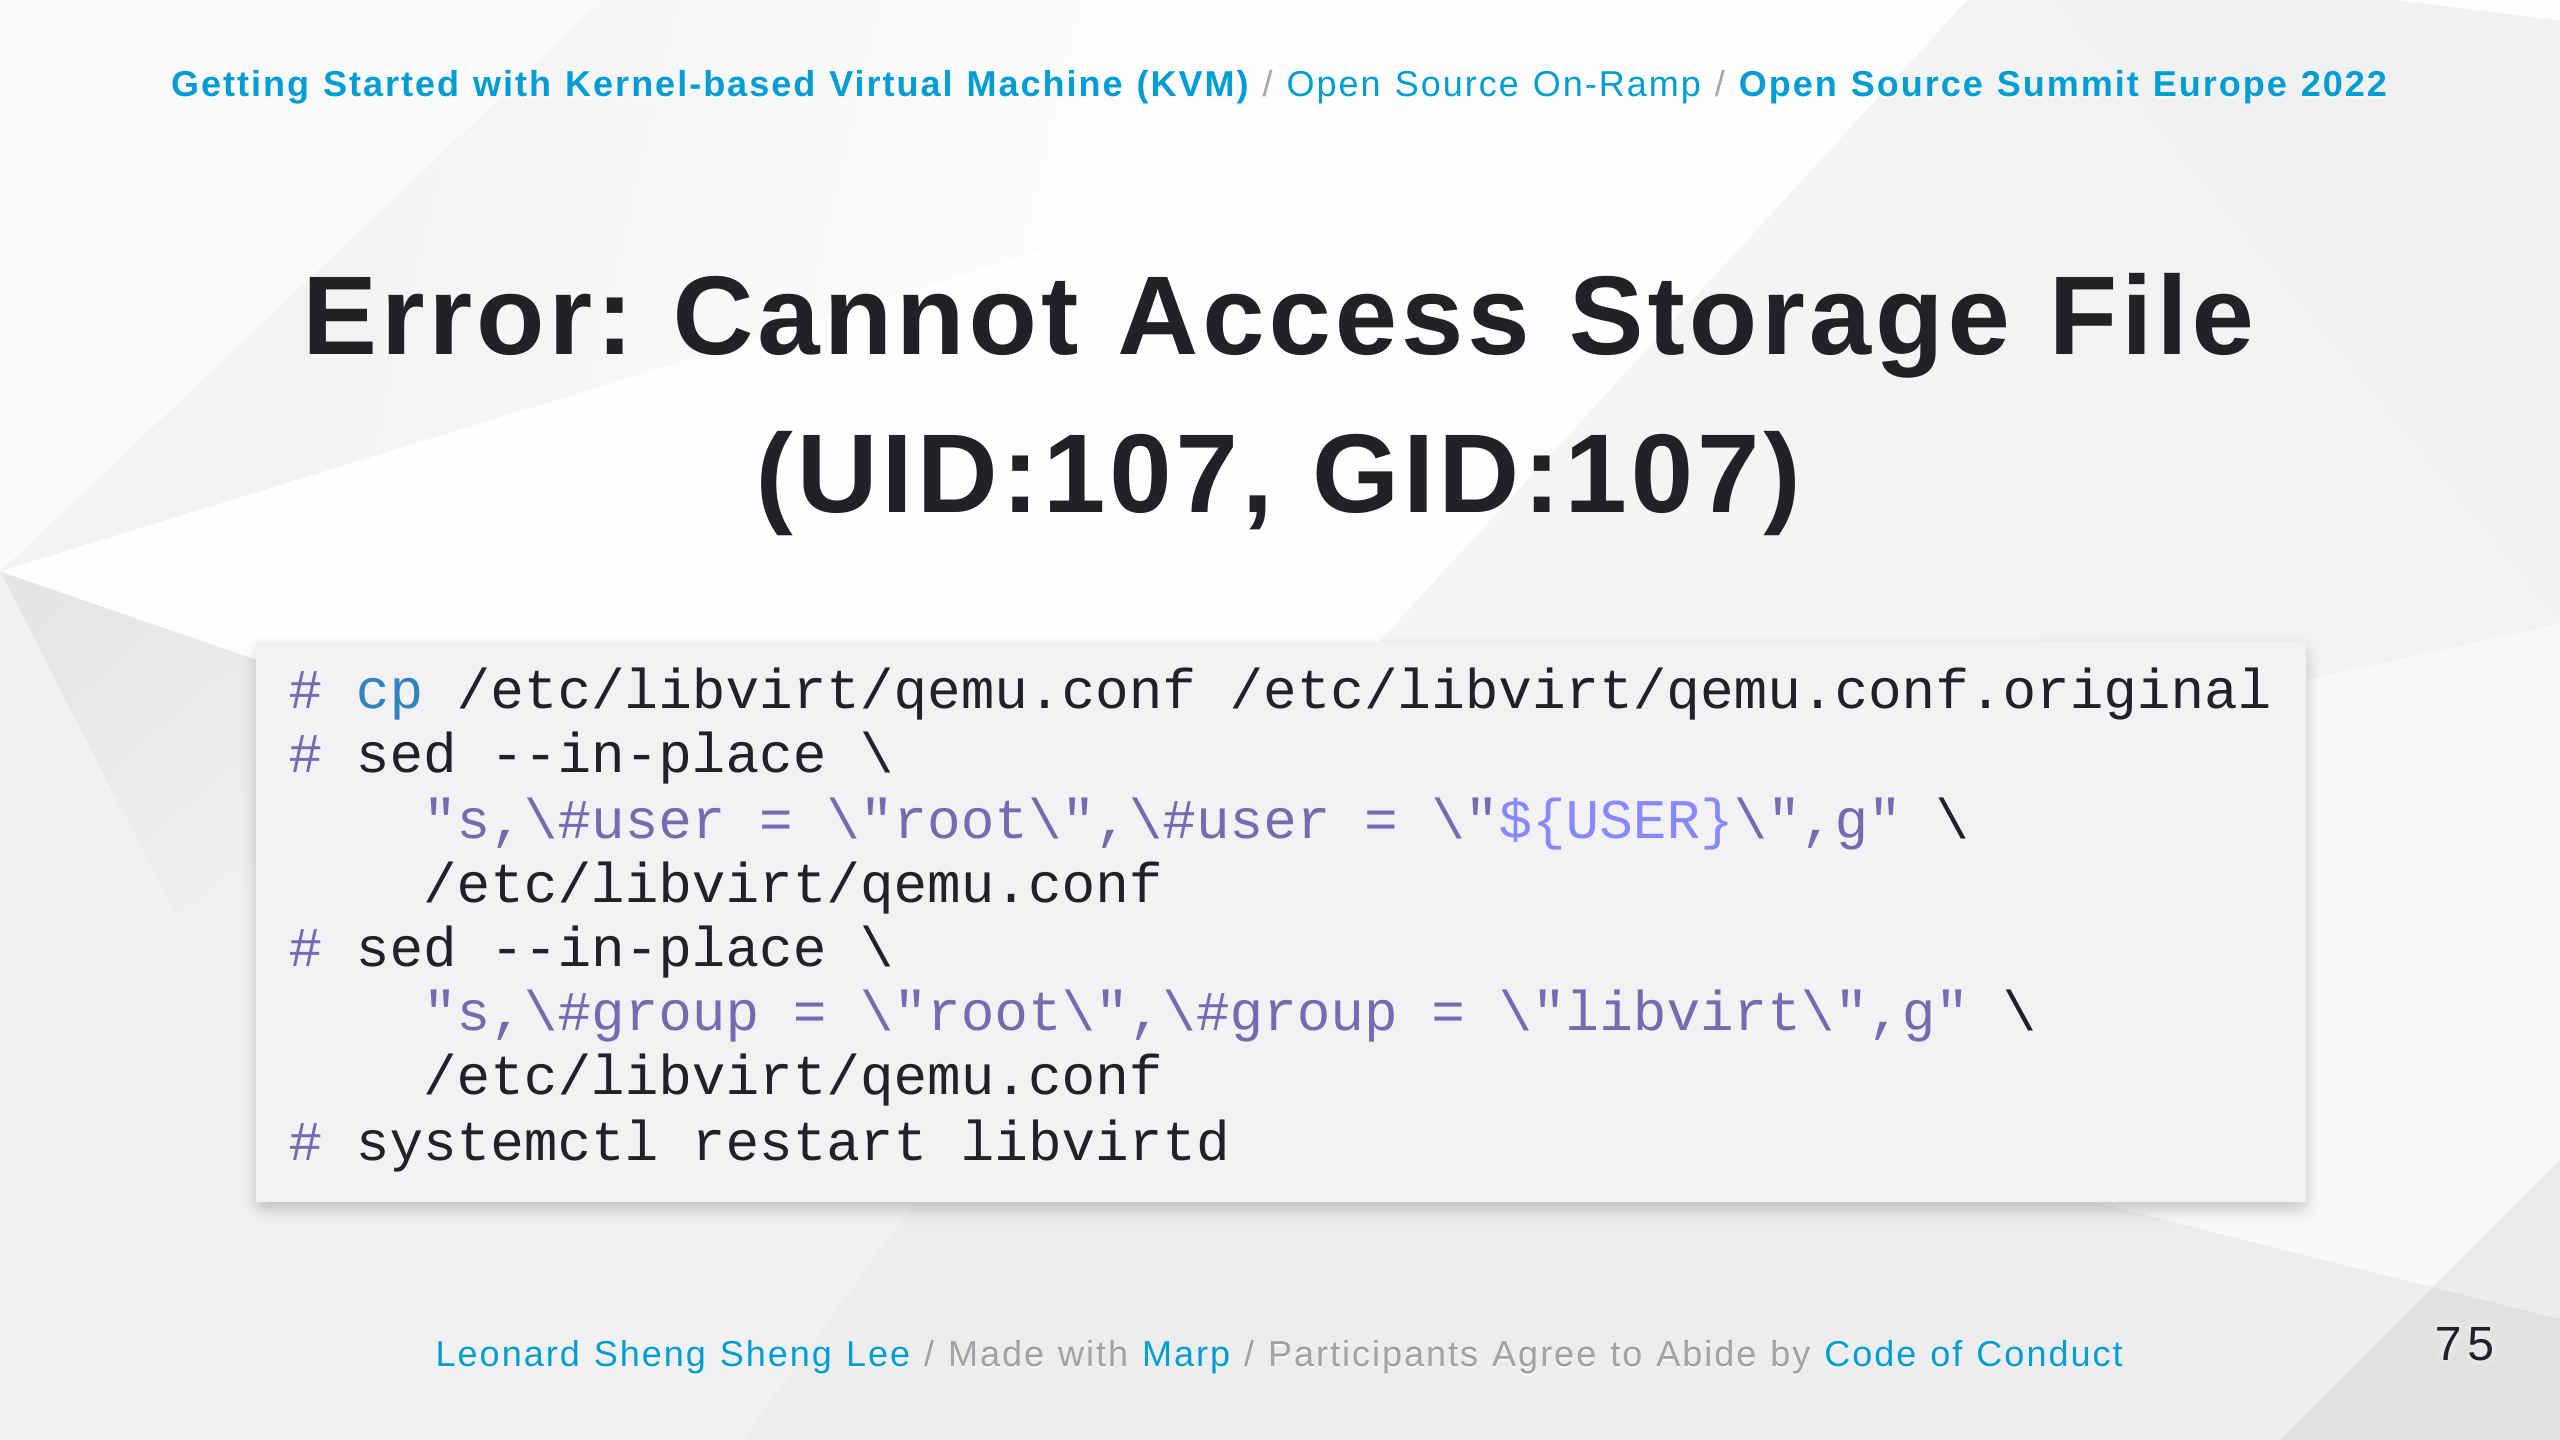 Getting Started with Kernel-based Virtual Machine (KVM) / Open Source On-Ramp / Open Source Summit Europe 2022
Error: Cannot Access Storage File
(UID:107, GID:107)
# cp /etc/libvirt/qemu.conf /etc/libvirt/qemu.conf.original
# sed --in-place \
    "s,\#user = \"root\",\#user = \"${USER}\",g" \
    /etc/libvirt/qemu.conf
# sed --in-place \
    "s,\#group = \"root\",\#group = \"libvirt\",g" \
    /etc/libvirt/qemu.conf
# systemctl restart libvirtd
Leonard Sheng Sheng Lee / Made with Marp / Participants Agree to Abide by Code of Conduct
75